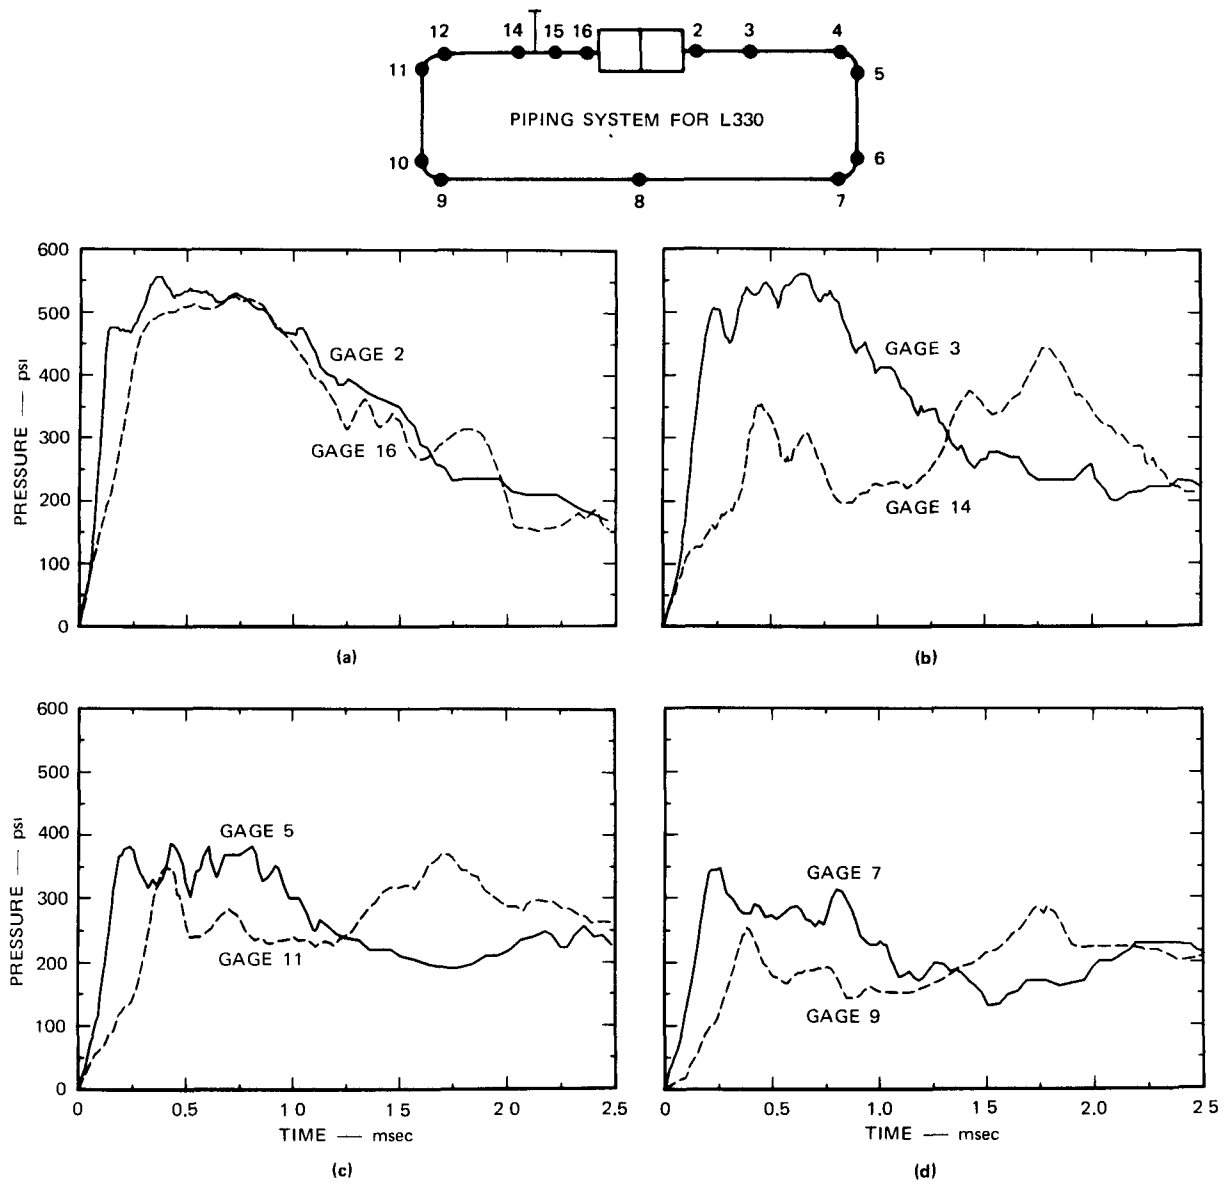 12 14 15 16 2 3 4
11 5
PIPING SYSTEM FOR L330
10 6
9 8 7
PRESSURE — psi
600
500
400
300
200
100
0
GAGE 2
GAGE 16
(a)
GAGE 3
GAGE 14
(b)
PRESSURE — psi
600
500
400
300
200
100
0
GAGE 5
GAGE 11
0 0.5 1 0 1 5 2.0 2.5
TIME — msec
(c)
GAGE 7
GAGE 9
0 0.5 1.0 1.5 2.0 2 5
TIME — msec
(d)